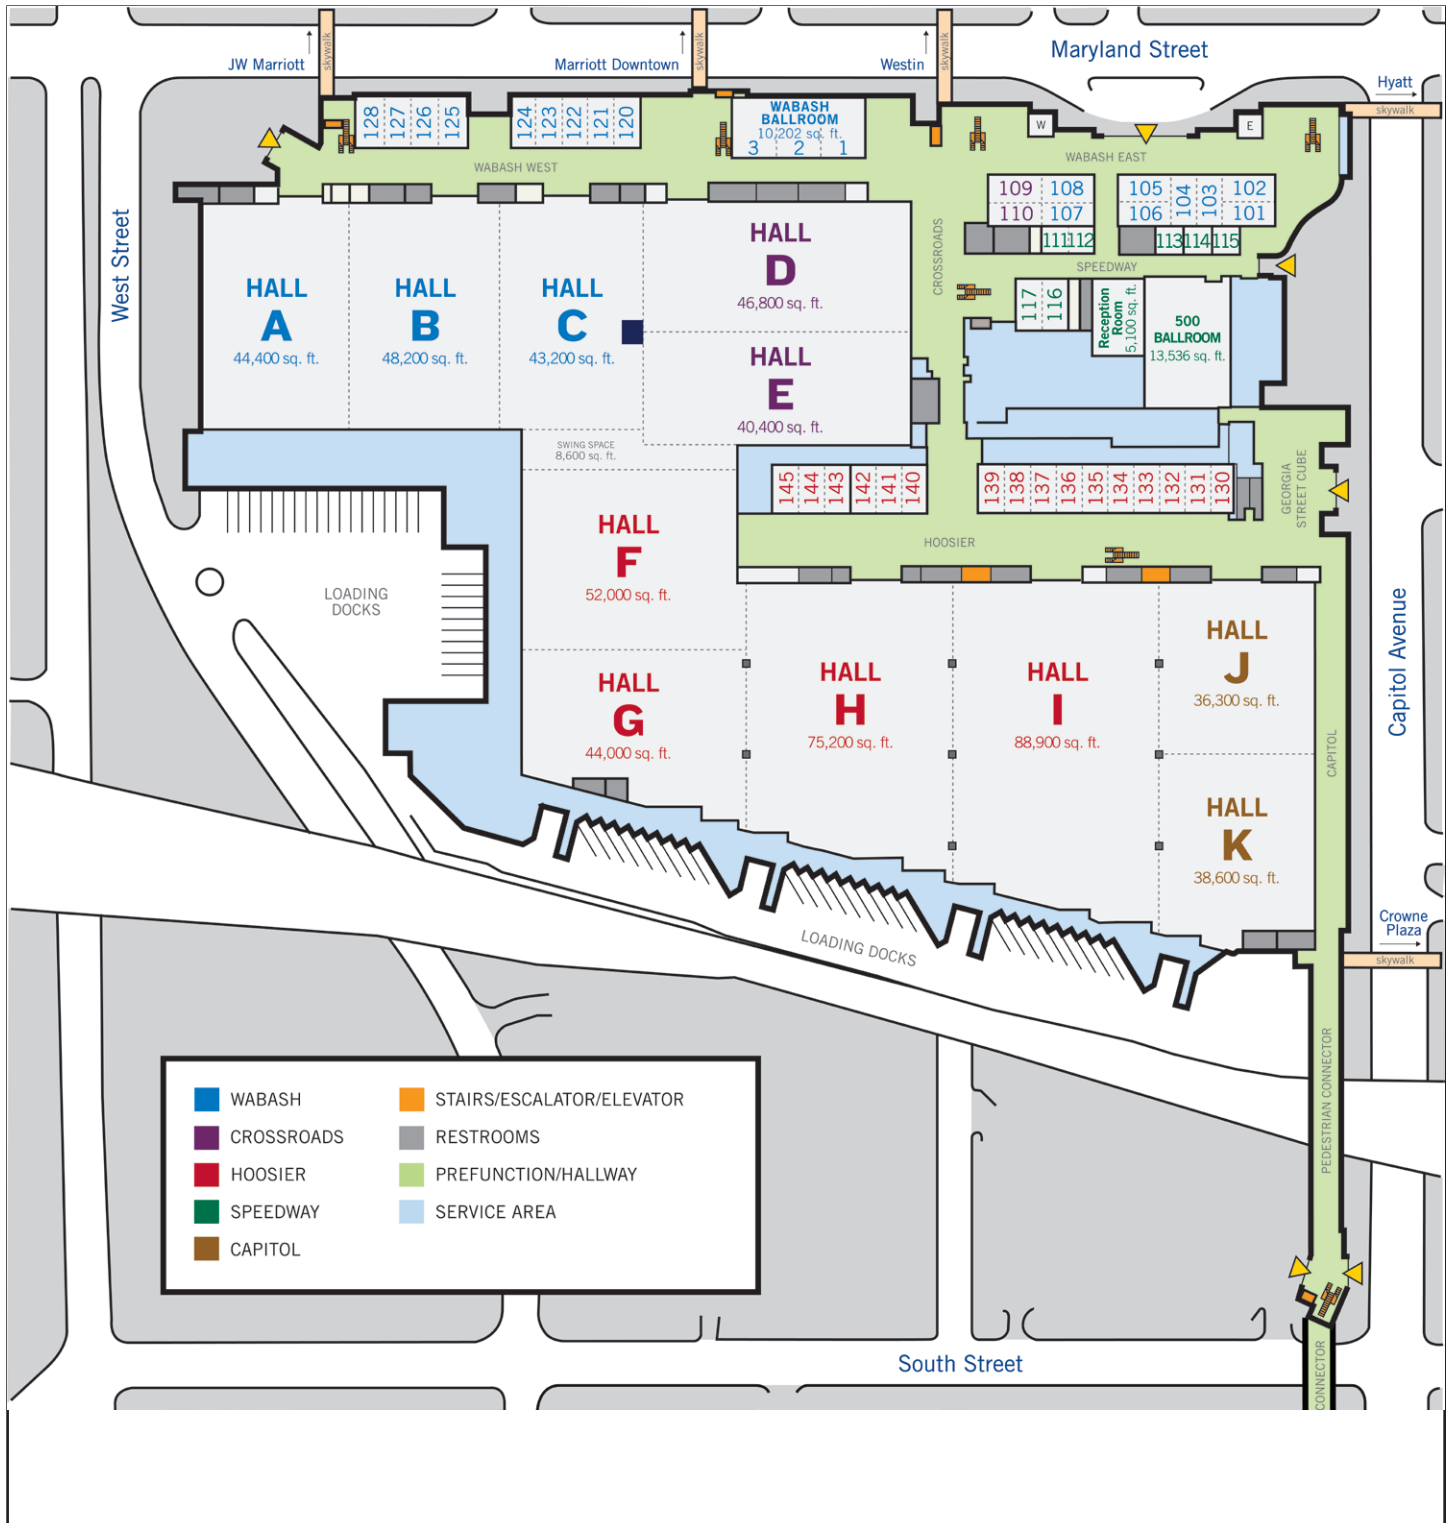 Maryland Street
JW Marriott
skywalk
Marriott Downtown
skywalk
Westin
skywalk
Hyatt
skywalk
128
127
126
125
124
123
122
121
120
WABASH
BALLROOM
10,202 sq. ft.
3 2 1
W
E
WABASH WEST
WABASH EAST
109 108
110 107
105 104 103 102
106 101
111 112
113 114 115
SPEEDWAY
CROSSROADS
West Street
HALL
A
44,400 sq. ft.
HALL
B
48,200 sq. ft.
HALL
C
43,200 sq. ft.
HALL
D
46,800 sq. ft.
HALL
E
40,400 sq. ft.
117
116
Reception
Room
5,100 sq. ft.
500
BALLROOM
13,536 sq. ft.
SWING SPACE
8,600 sq. ft.
145
144
143
142
141
140
139
138
137
136
135
134
133
132
131
130
GEORGIA
STREET CUBE
HOOSIER
LOADING
DOCKS
HALL
F
52,000 sq. ft.
HALL
G
44,000 sq. ft.
HALL
H
75,200 sq. ft.
HALL
I
88,900 sq. ft.
HALL
J
36,300 sq. ft.
HALL
K
38,600 sq. ft.
CAPITOL
Capitol Avenue
LOADING DOCKS
Crowne
Plaza
skywalk
PEDESTRIAN CONNECTOR
WABASH
CROSSROADS
HOOSIER
SPEEDWAY
CAPITOL
STAIRS/ESCALATOR/ELEVATOR
RESTROOMS
PREFUNCTION/HALLWAY
SERVICE AREA
South Street
CONNECTOR